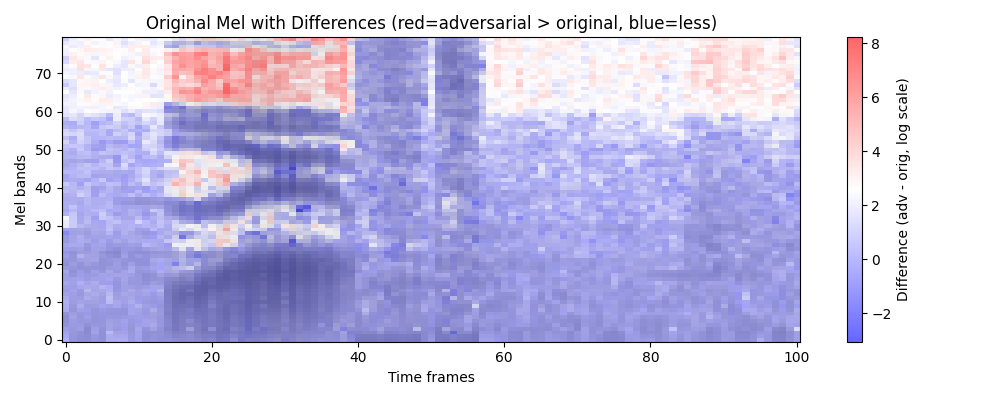 Original Mel with Differences (red=adversarial > original, blue=less)
Mel bands
70
60
50
40
30
20
10
0
0 20 40 60 80 100
Time frames
8
6
4
2
0
−2
Difference (adv - orig, log scale)